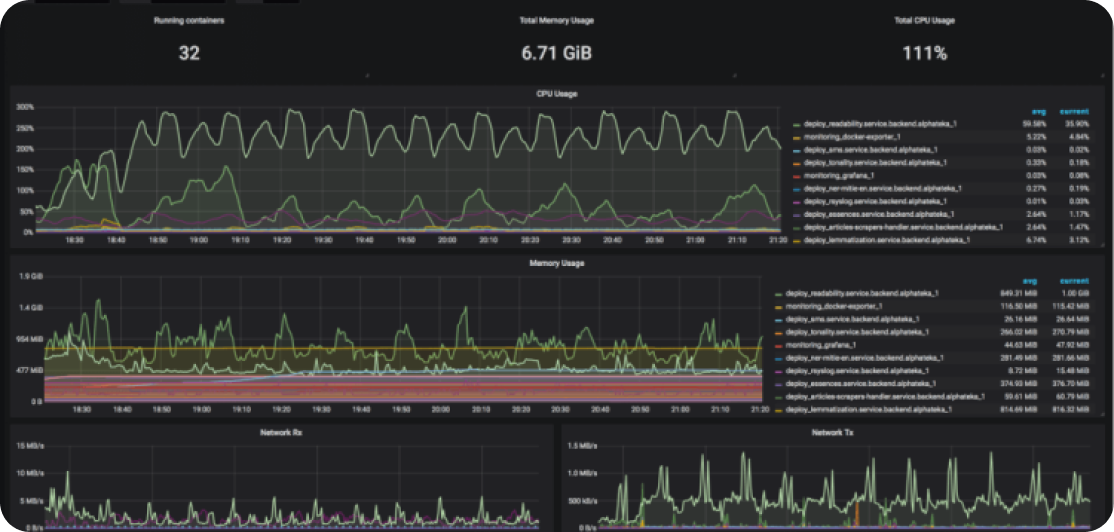 Running containers
Total Memory Usage
Total CPU Usage
32
6.71 GiB
111%
CPU Usage
300%
250%
200%
150%
100%
50%
0%
18:30 18:40 18:50 19:00 19:10 19:20 19:30 19:40 19:50 20:00 20:10 20:20 20:30 20:40 20:50 21:00 21:10 21:20
avg current
deploy_readability.service.backend.alphateka_1 59.58% 35.90%
monitoring_docker-exporter_1 5.22% 4.84%
deploy_sms.service.backend.alphateka_1 0.03% 0.02%
deploy_tonality.service.backend.alphateka_1 0.33% 0.18%
monitoring_grafana_1 0.03% 0.08%
deploy_ner-mitie-en.service.backend.alphateka_1 0.27% 0.19%
deploy_rsyslog.service.backend.alphateka_1 0.01% 0.03%
deploy_essences.service.backend.alphateka_1 2.64% 1.17%
deploy_articles-scrapers-handler.service.backend.alphateka_1 2.64% 1.47%
deploy_lemmatization.service.backend.alphateka_1 6.74% 3.12%
Memory Usage
1.9 GiB
1.4 GiB
954 MiB
477 MiB
0 B
18:30 18:40 18:50 19:00 19:10 19:20 19:30 19:40 19:50 20:00 20:10 20:20 20:30 20:40 20:50 21:00 21:10 21:20
avg current
deploy_readability.service.backend.alphateka_1 849.31 MiB 1.00 GiB
monitoring_docker-exporter_1 116.50 MiB 115.42 MiB
deploy_sms.service.backend.alphateka_1 26.16 MiB 26.64 MiB
deploy_tonality.service.backend.alphateka_1 266.02 MiB 270.79 MiB
monitoring_grafana_1 44.63 MiB 47.92 MiB
deploy_ner-mitie-en.service.backend.alphateka_1 281.49 MiB 281.66 MiB
deploy_rsyslog.service.backend.alphateka_1 8.72 MiB 15.48 MiB
deploy_essences.service.backend.alphateka_1 374.93 MiB 376.70 MiB
deploy_articles-scrapers-handler.service.backend.alphateka_1 59.61 MiB 60.79 MiB
deploy_lemmatization.service.backend.alphateka_1 814.69 MiB 816.32 MiB
Network Rx
15 MB/s
10 MB/s
5 MB/s
0 B/s
Network Tx
1.5 MB/s
1.0 MB/s
500 kB/s
0 B/s